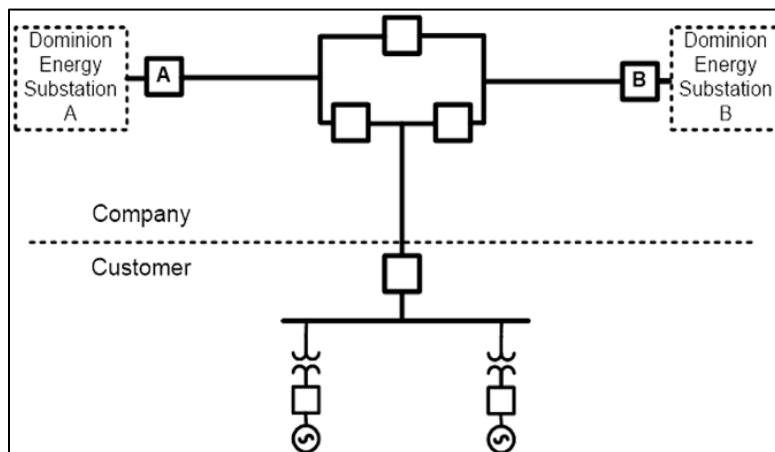 Dominion
Energy
Substation
A
A
B
Dominion
Energy
Substation
B
Company
Customer